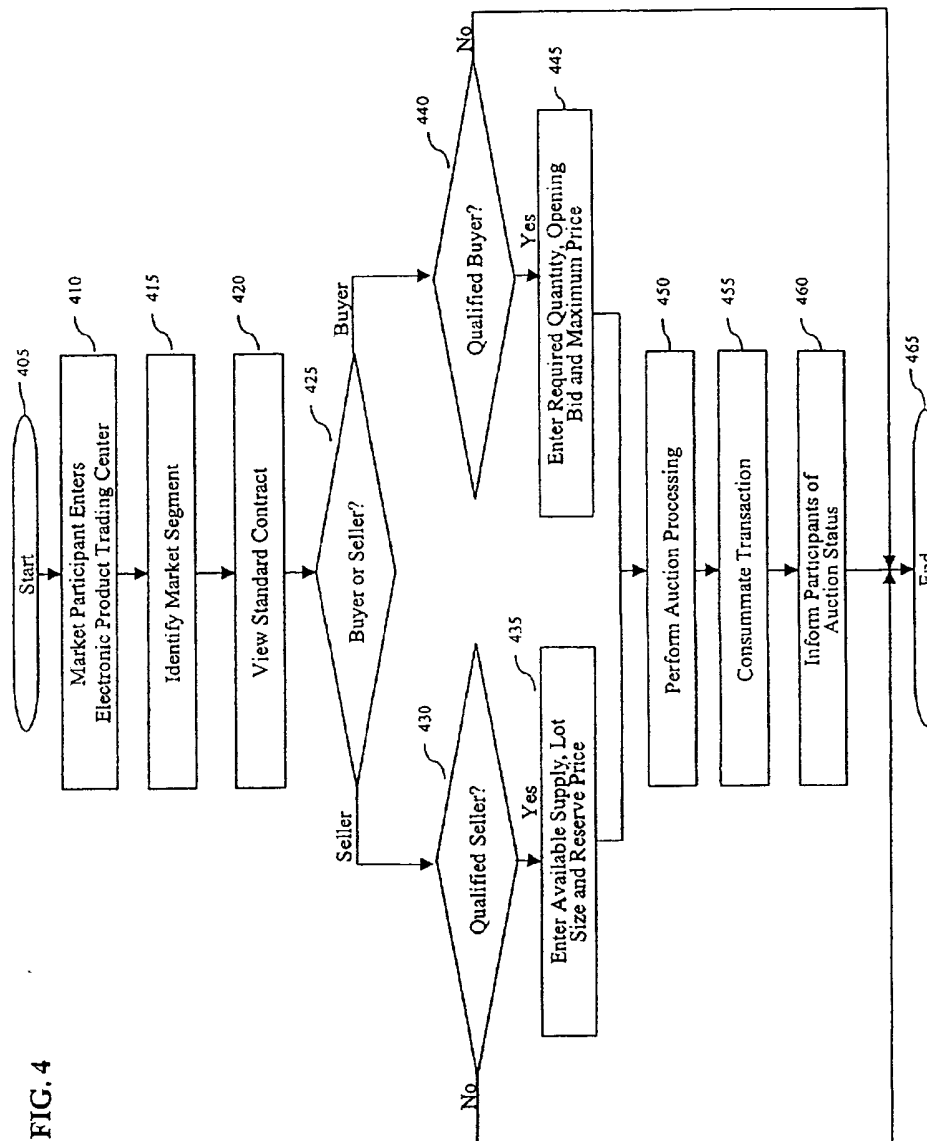 FIG. 4
Start
405
Market Participant Enters
Electronic Product Trading Center
410
Identify Market Segment
415
View Standard Contract
420
Buyer or Seller?
425
Seller
Buyer
Qualified Seller?
430
No
Yes
Enter Available Supply, Lot
Size and Reserve Price
435
Qualified Buyer?
440
No
Yes
Enter Required Quantity, Opening
Bid and Maximum Price
445
Perform Auction Processing
450
Consummate Transaction
455
Inform Participants of
Auction Status
460
End
465